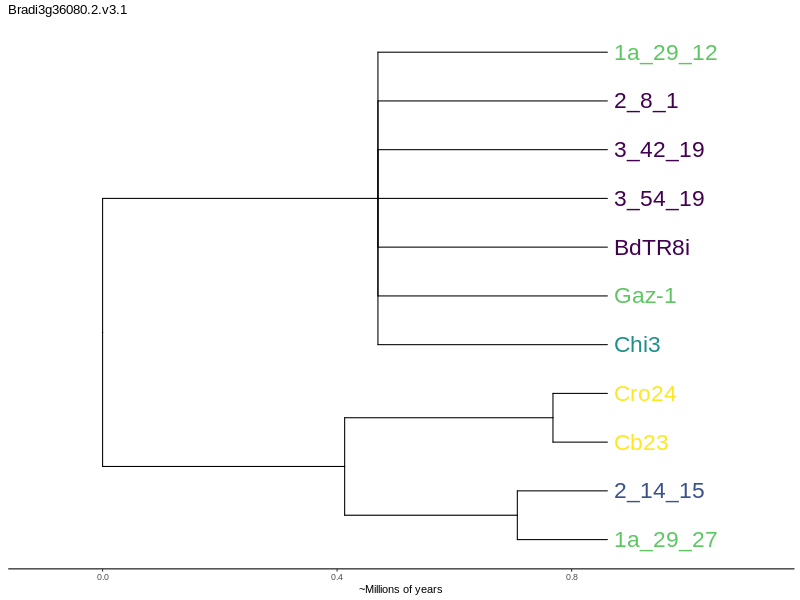 Bradi3g36080.2.v3.1
1a_29_12
2_8_1
3_42_19
3_54_19
BdTR8i
Gaz-1
Chi3
Cro24
Cb23
2_14_15
1a_29_27
0.0 0.4 0.8
~Millions of years